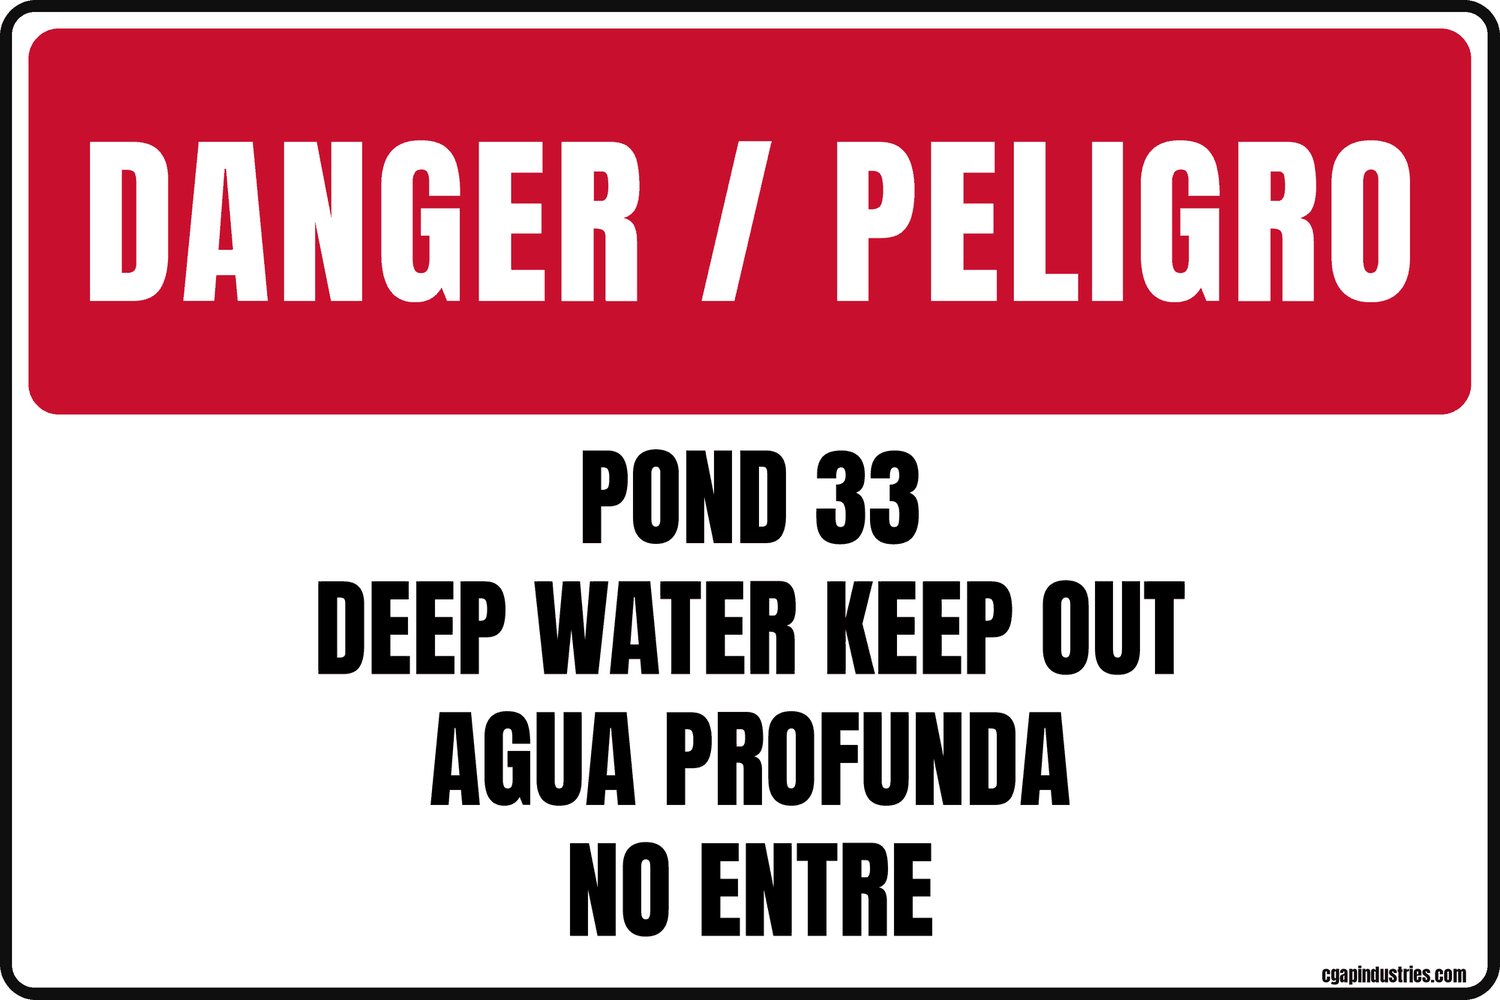 DANGER / PELIGRO
POND 33
DEEP WATER KEEP OUT
AGUA PROFUNDA
NO ENTRE
cgapindustries.com